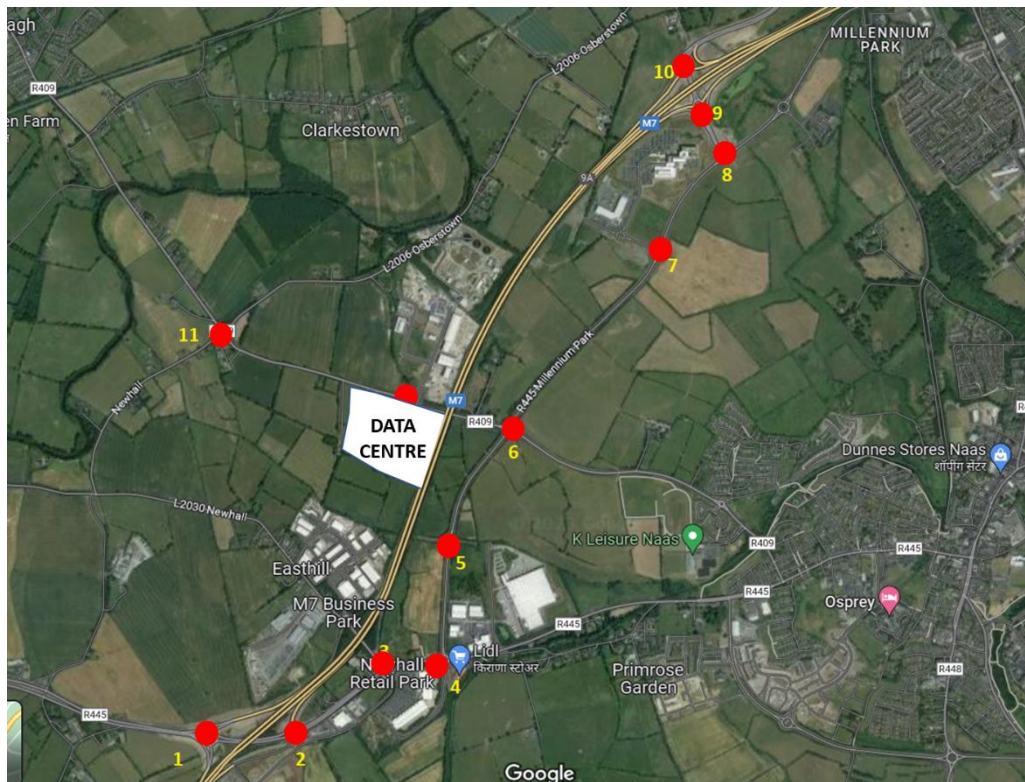 agh
R409
en Farm
Clarkestown
L2006 Osberstown
MILLENNIUM
PARK
10
9
M7
8
9A
7
L2006 Osberstown
11
Newhall
R445 Millennium Park
M7
R409
6
DATA
CENTRE
Dunnes Stores Naas
शॉपिंग सेंटर
L2030 Newhall
K Leisure Naas
R409
R445
5
Easthill
M7 Business
Park
R445
Osprey
3
Newhall
Retail Park
Lidl
किराणा स्टोअर
4
Primrose
Garden
R448
R445
1
2
R445
Google